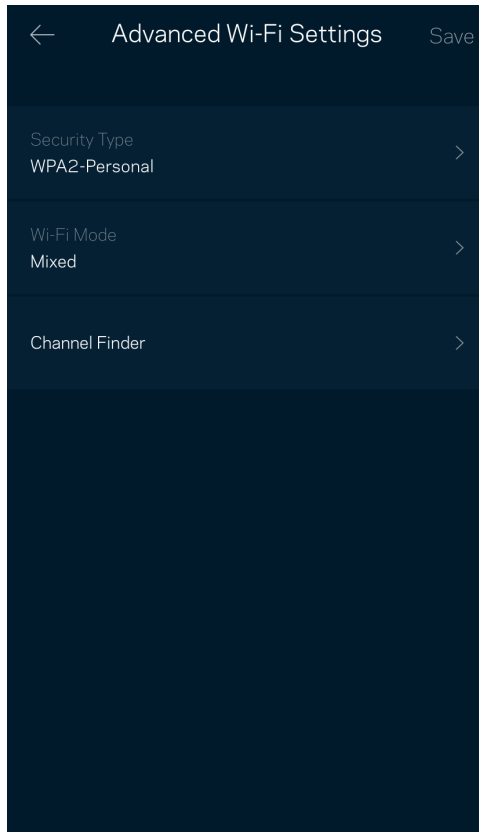 Advanced Wi-Fi Settings Save
Security Type
WPA2-Personal
Wi-Fi Mode
Mixed
Channel Finder